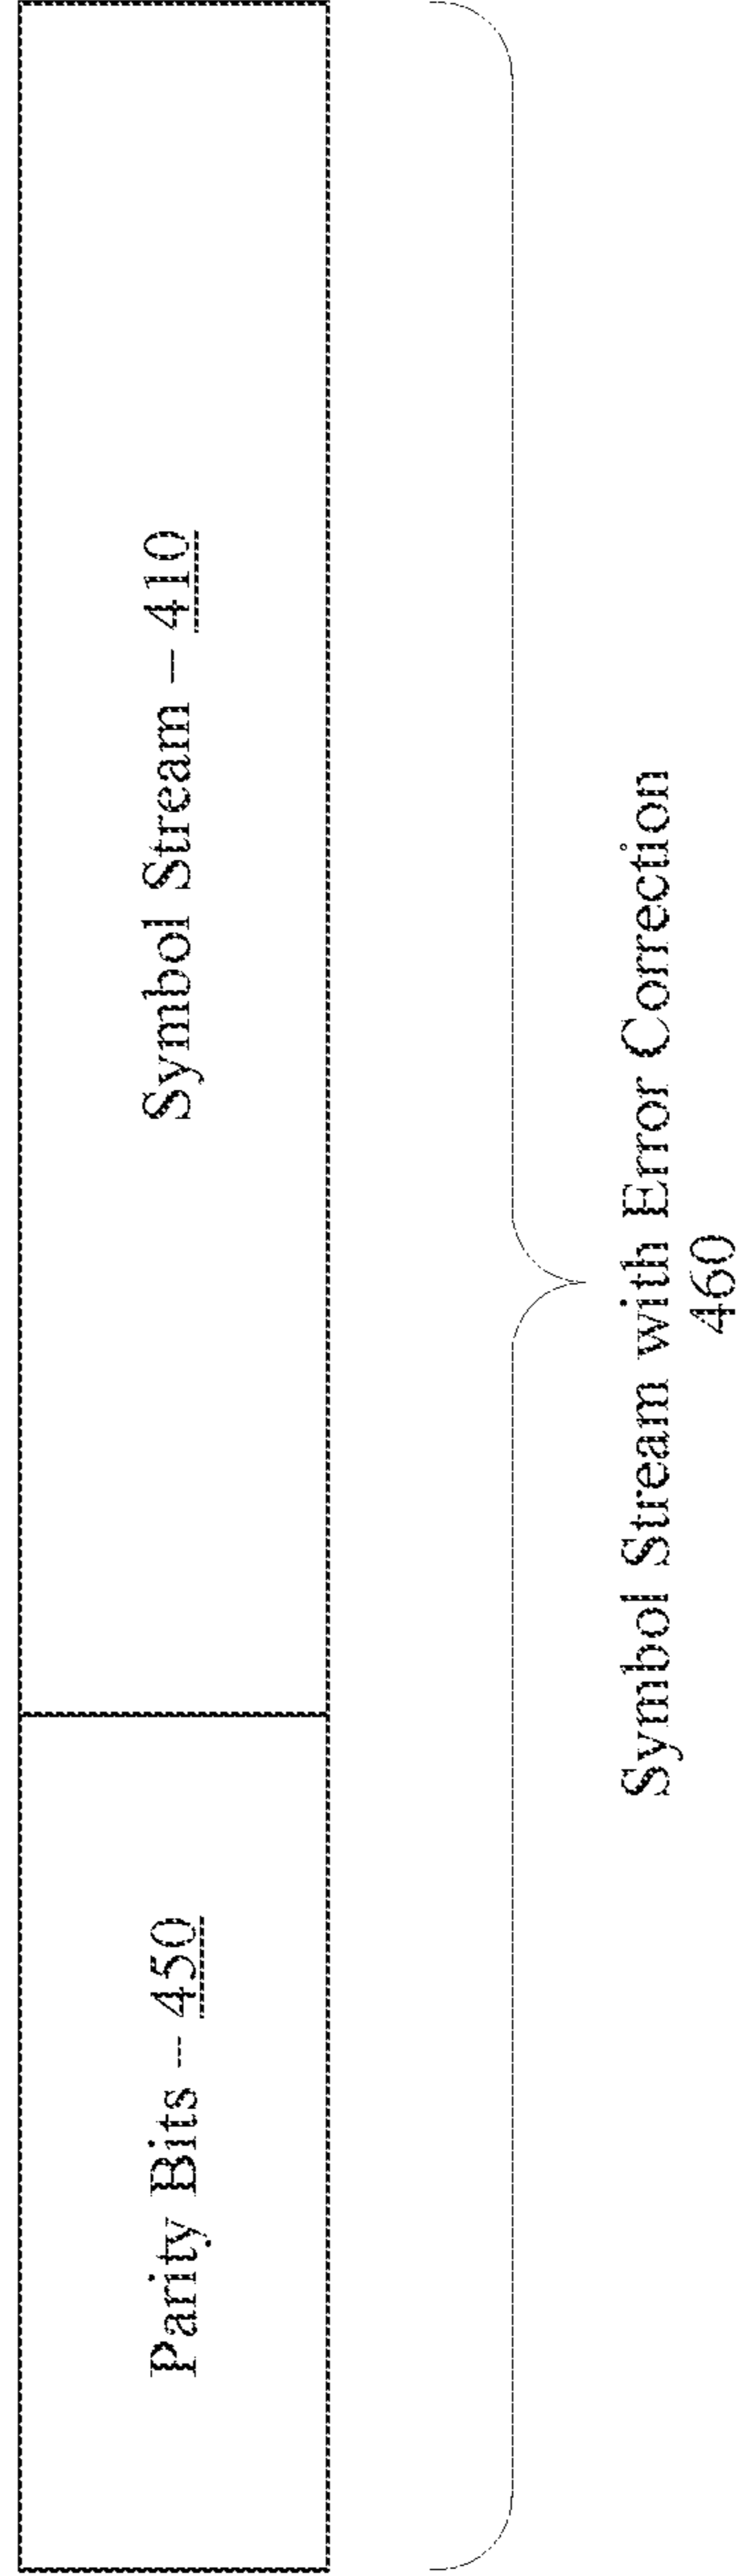 Parity Bits – 450
Symbol Stream – 410
Symbol Stream with Error Correction
460